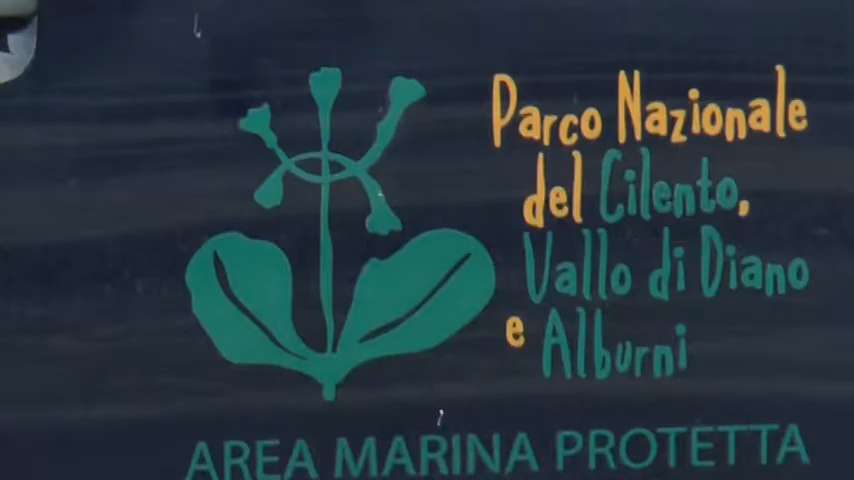 Parco Nazionale
del Cilento,
Vallo di Diano
e Alburni
AREA MARINA PROTETTA